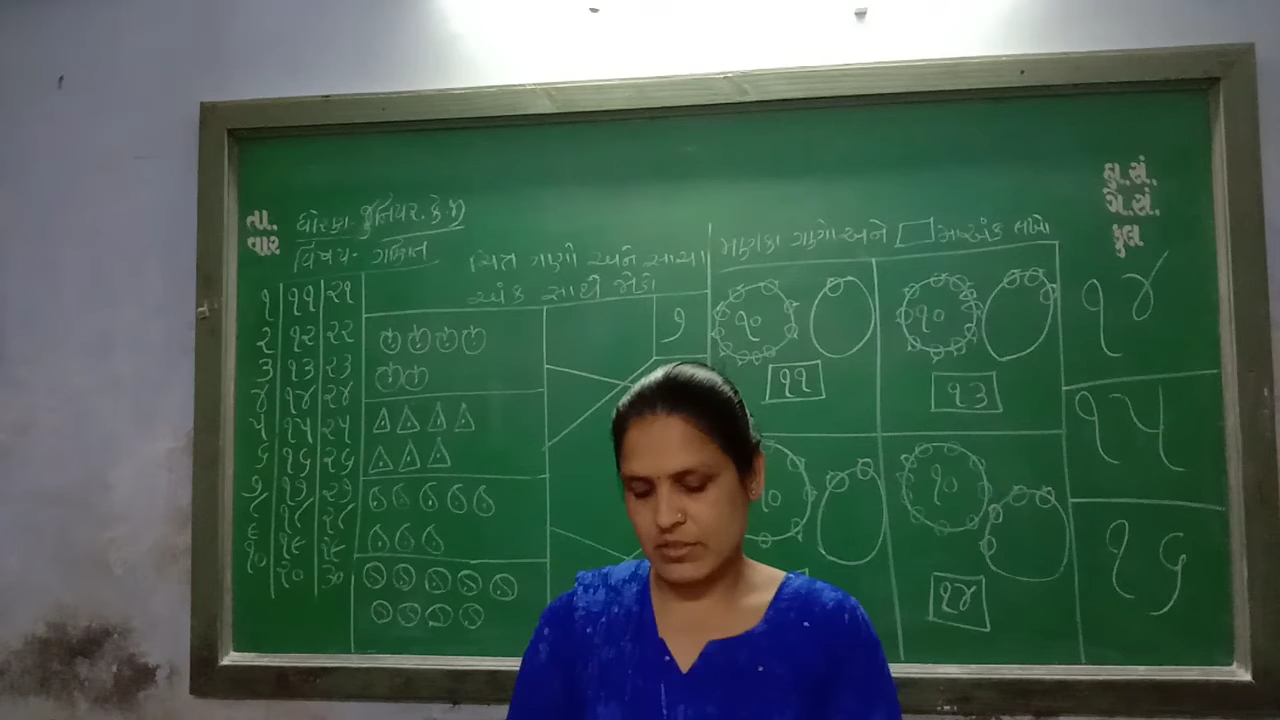 તા.
વાર
ધોરણ- જુનિયર. કે.જી
વિષય- ગણિત
ચિત્ર ગણો અને સાચા
અંક સાથે જોડો
મણકા ગણો અને □ માં અંક લખો
હા. સં.
ગે. સં.
કુલ
૧ ૧૧ ૨૧
૨ ૧૨ ૨૨
૩ ૧૩ ૨૩
૪ ૧૪ ૨૪
૫ ૧૫ ૨૫
૬ ૧૬ ૨૬
૭ ૧૭ ૨૭
૮ ૧૮ ૨૮
૯ ૧૯ ૨૯
૧૦ ૨૦ ૩૦
૭
૧૦
૧૧
૧૦
૧૩
૧૦
૧૪
૧૪
૧૫
૧૬